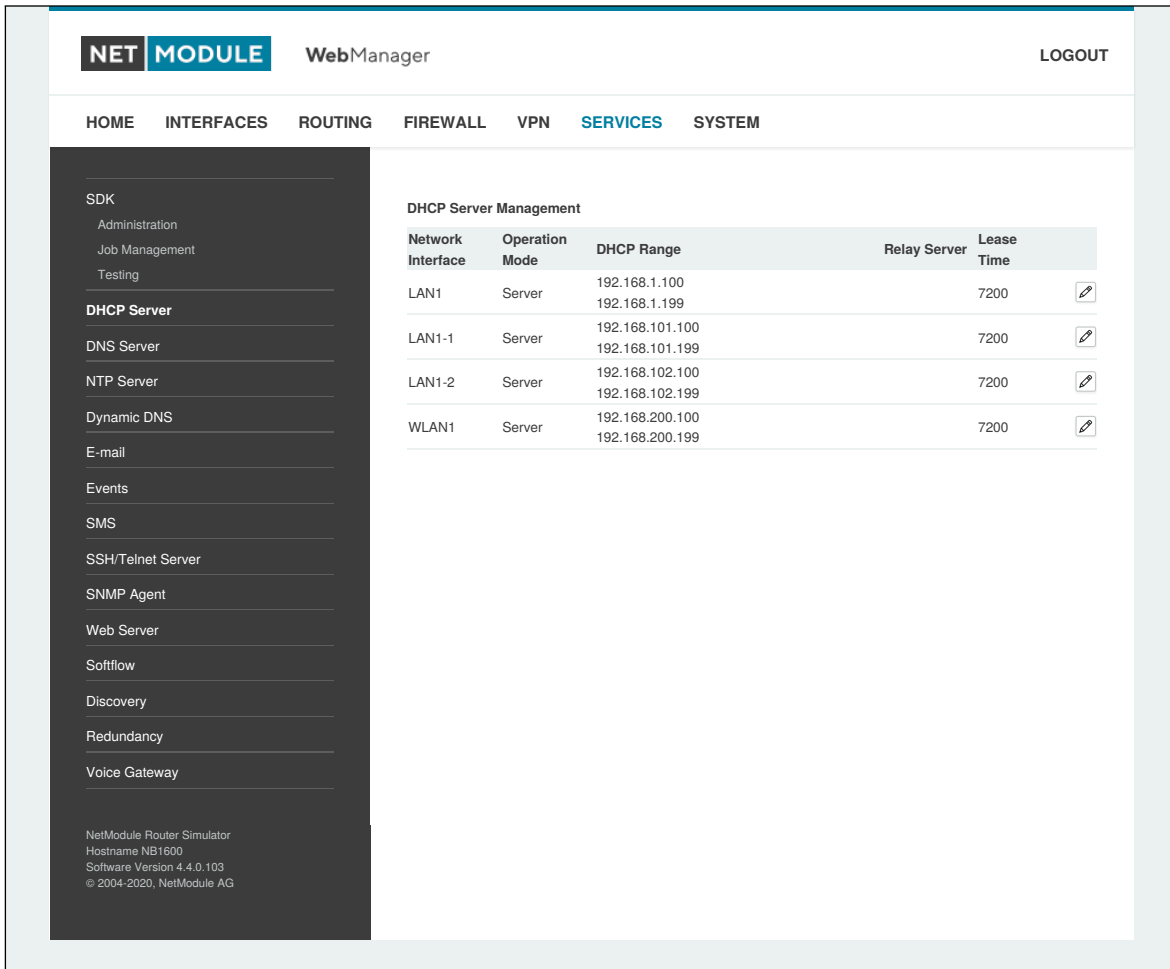 NET MODULE WebManager LOGOUT
HOME INTERFACES ROUTING FIREWALL VPN SERVICES SYSTEM
SDK
Administration
Job Management
Testing
DHCP Server
DNS Server
NTP Server
Dynamic DNS
E-mail
Events
SMS
SSH/Telnet Server
SNMP Agent
Web Server
Softflow
Discovery
Redundancy
Voice Gateway
NetModule Router Simulator
Hostname NB1600
Software Version 4.4.0.103
© 2004-2020, NetModule AG
DHCP Server Management
Network Operation Lease
Interface Mode DHCP Range Relay Server Time
192.168.1.100
LAN1 Server 7200
192.168.1.199
192.168.101.100
LAN1-1 Server 7200
192.168.101.199
192.168.102.100
LAN1-2 Server 7200
192.168.102.199
192.168.200.100
WLAN1 Server 7200
192.168.200.199